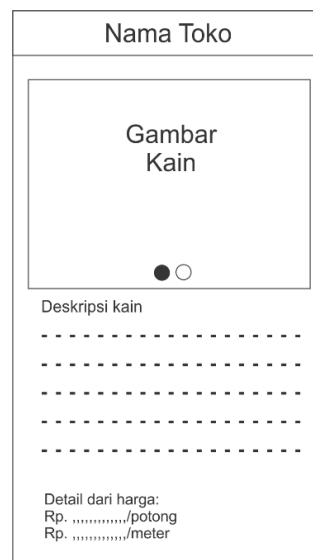 Nama Toko
Gambar
Kain
Deskripsi kain
Detail dari harga:
Rp. ,,,,,,,,,,,,,/potong
Rp. ,,,,,,,,,,,,,/meter